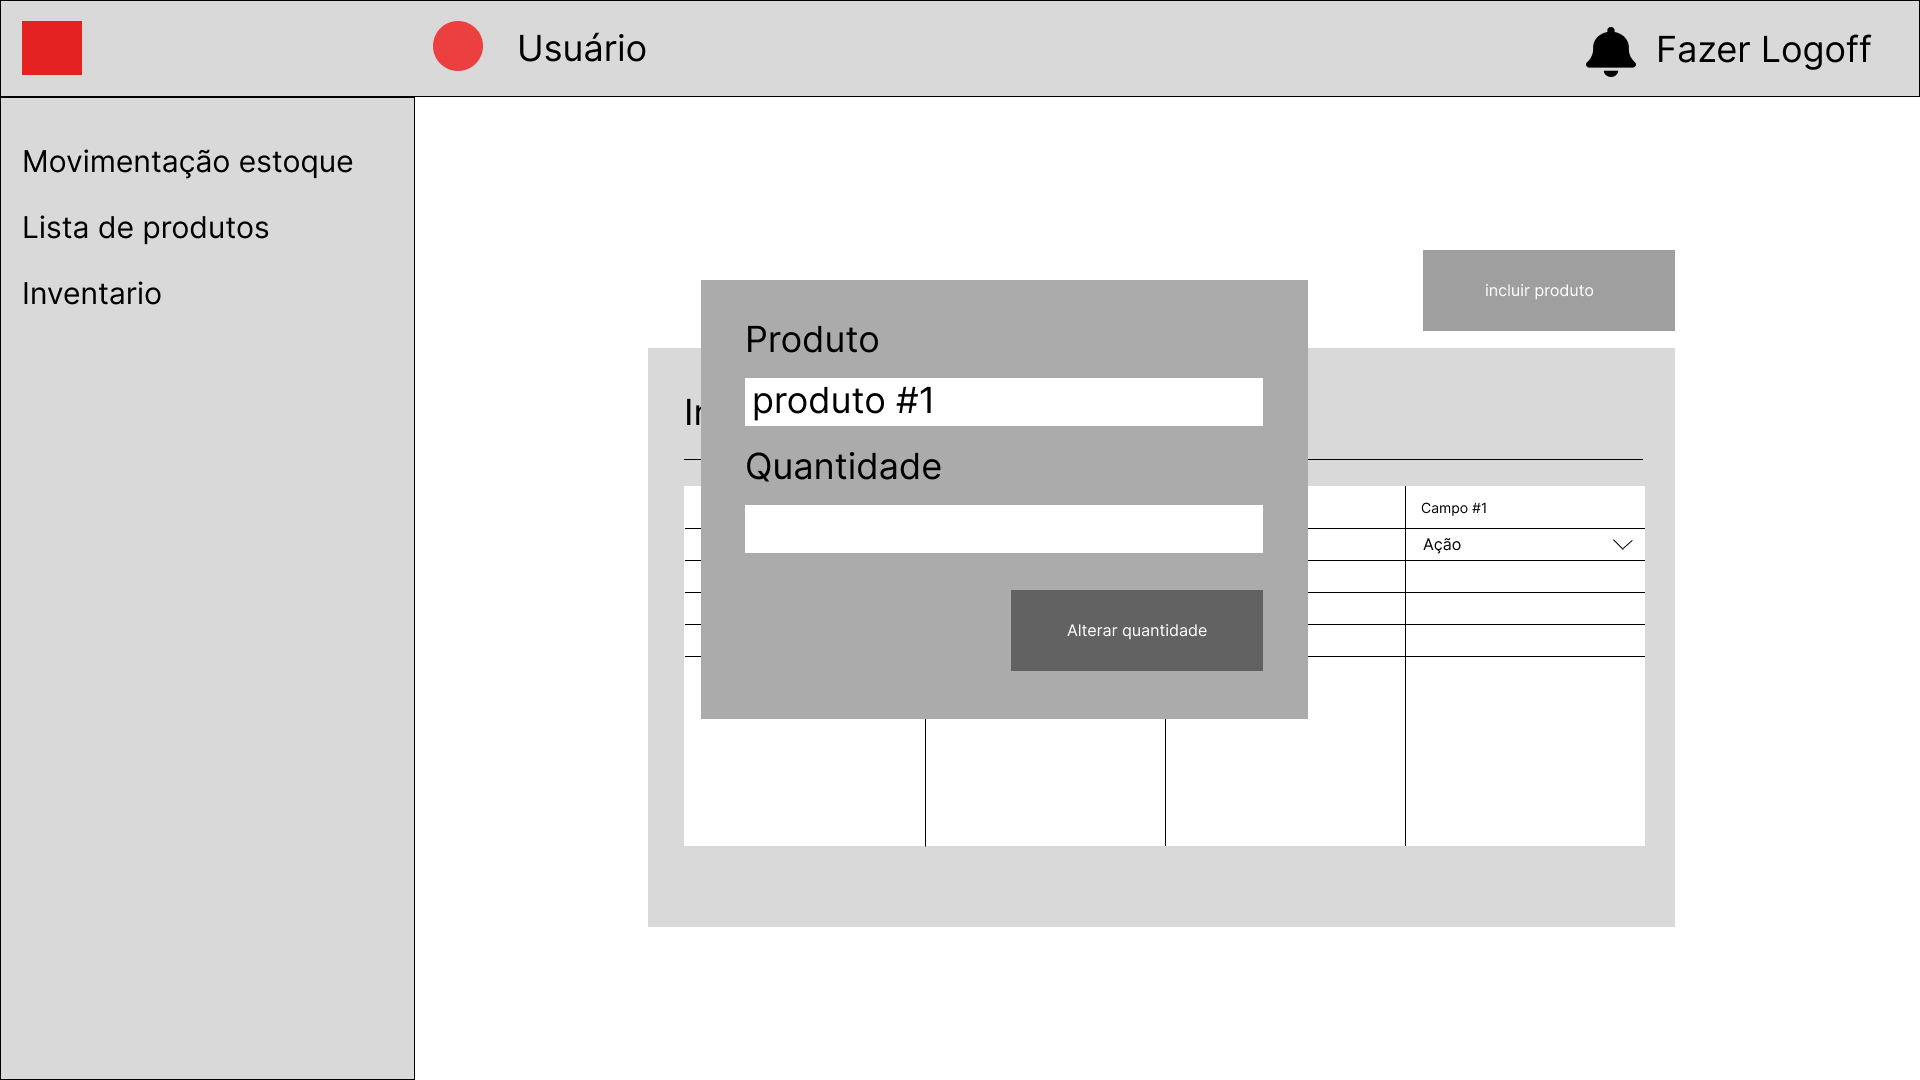 Usuário
Fazer Logoff
Movimentação estoque
Lista de produtos
Inventario
incluir produto
Produto
produto #1
Quantidade
Campo #1
Ação
Alterar quantidade